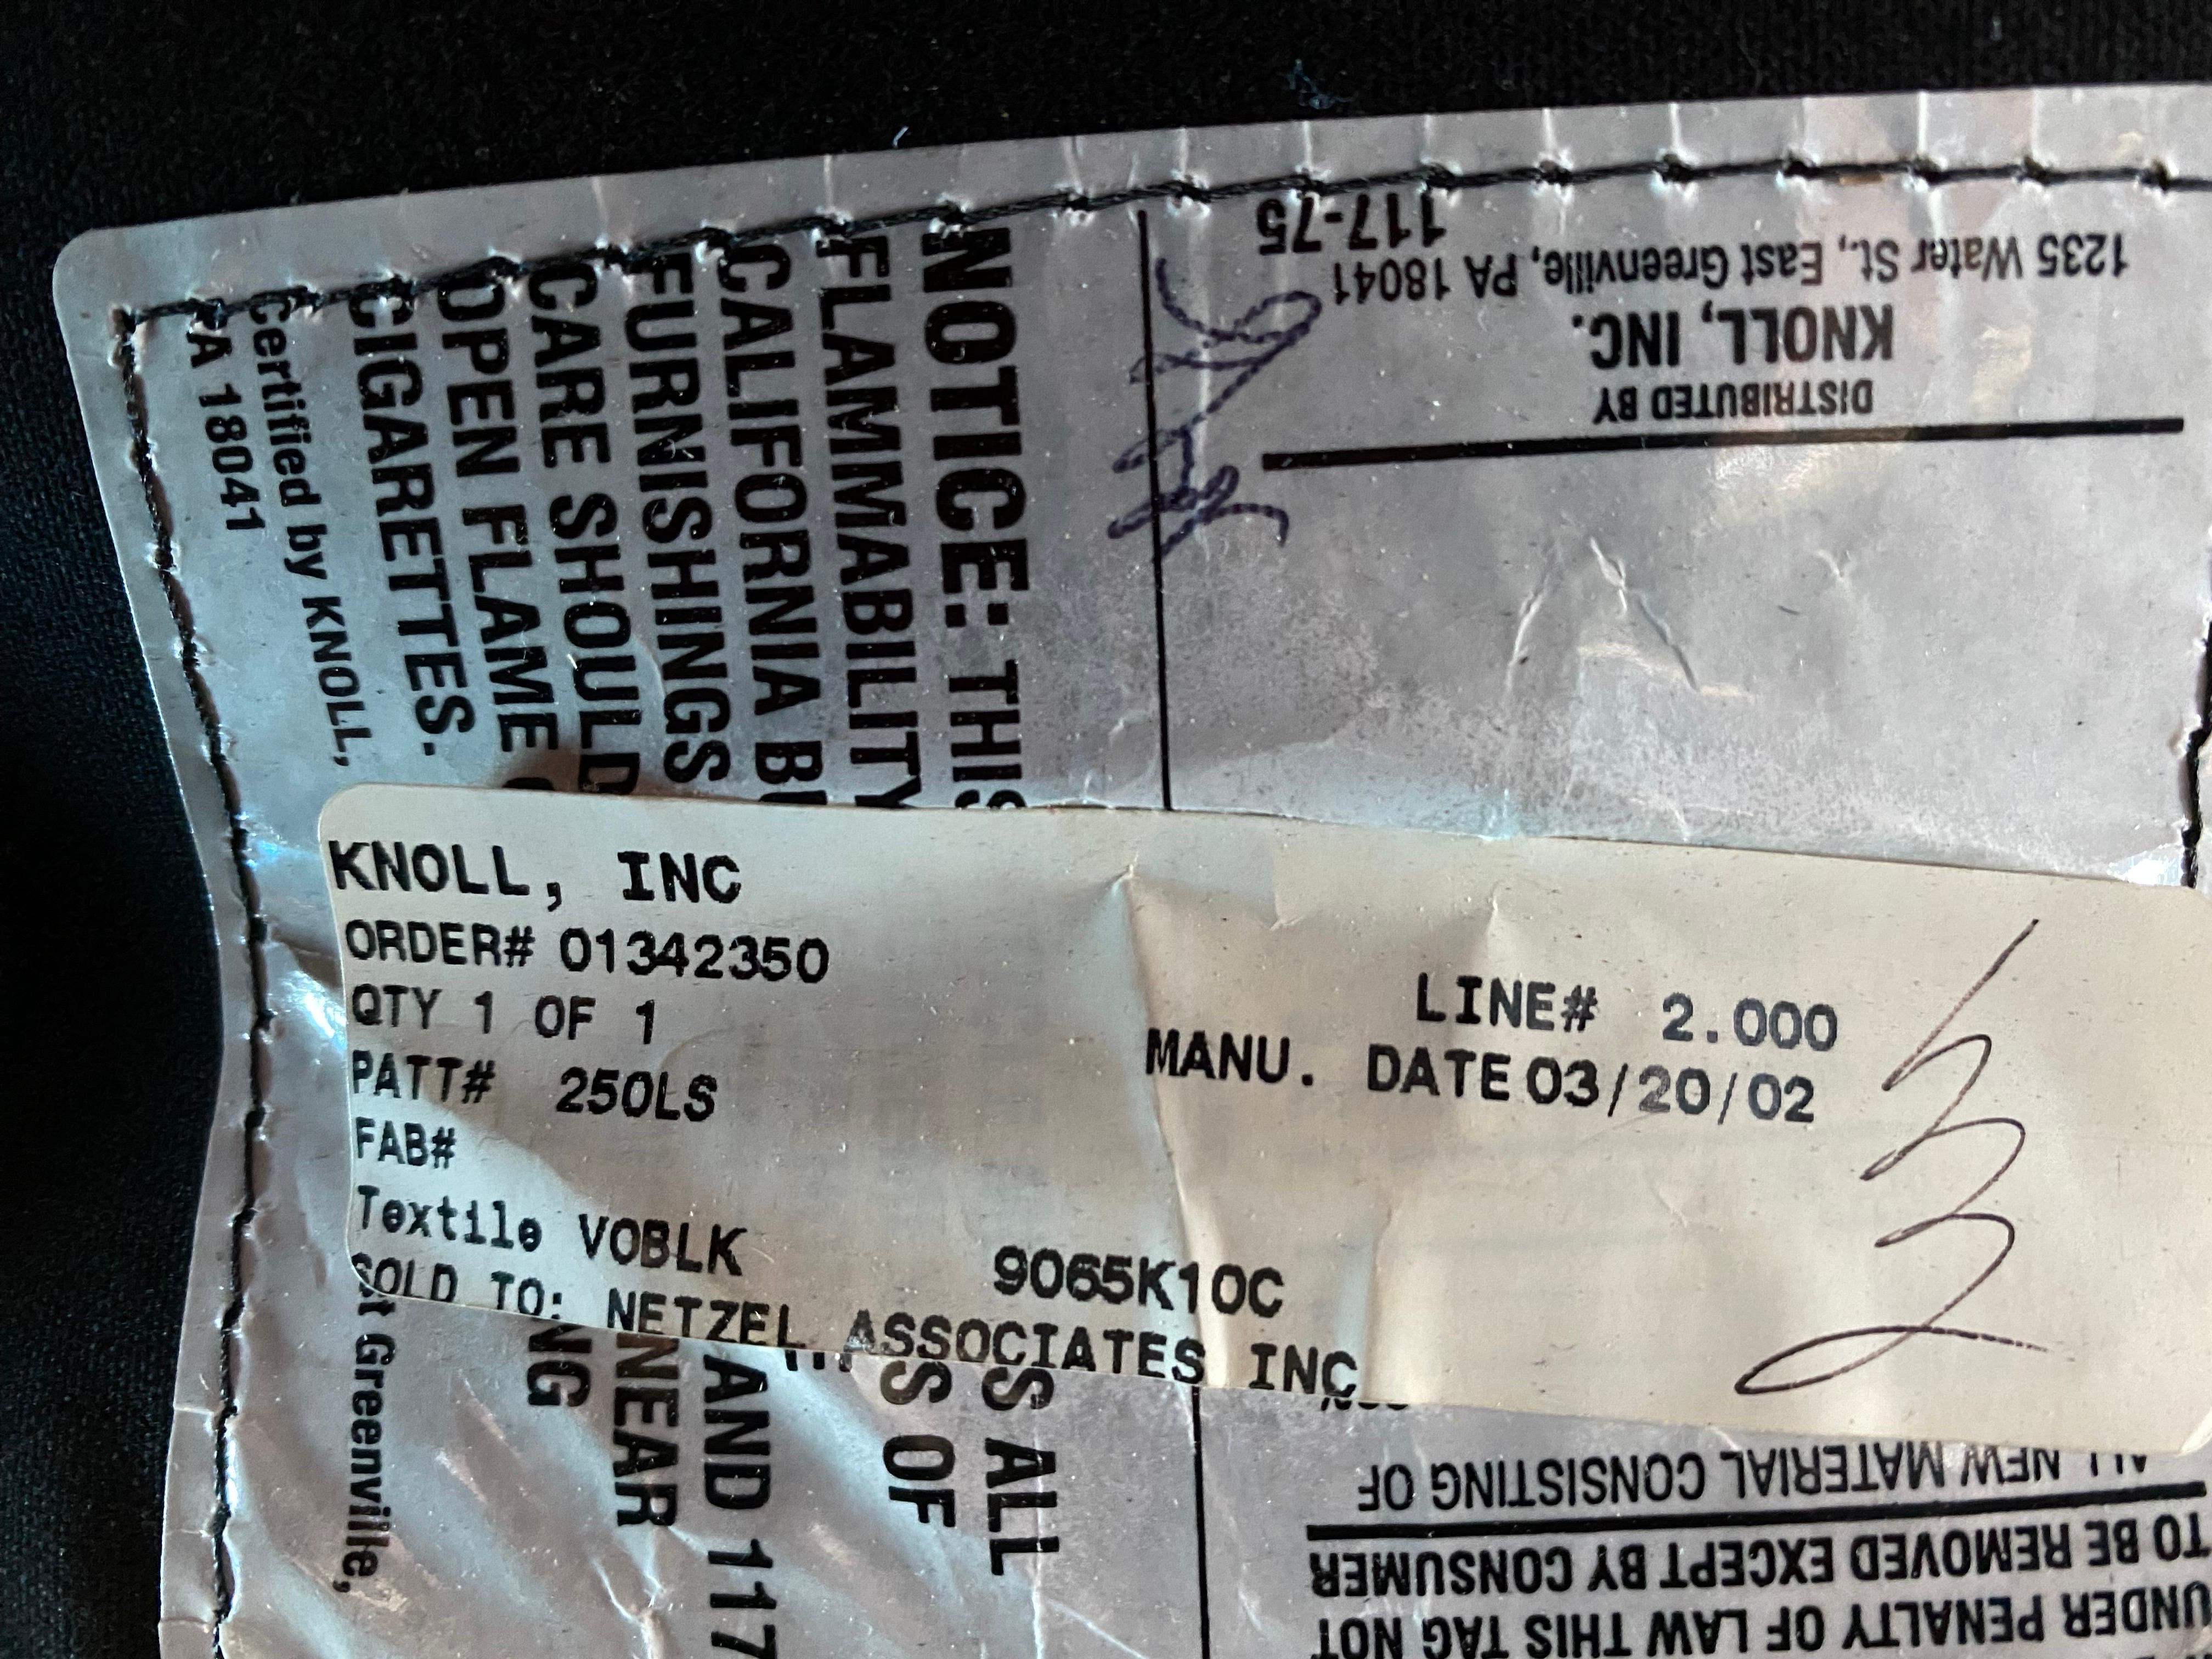 KNOLL, INC
ORDER# 01342350
QTY 1 OF 1
LINE# 2.000
PATT# 250LS
MANU. DATE 03/20/02
FAB#
Textile VOBLK 9065K10C
SOLD TO: NETZEL ASSOCIATES INC
NOTICE: THIS
S ALL
FLAMMABILITY
S OF
CALIFORNIA BU
AND 117
FURNISHINGS
CARE SHOULD
NEAR
OPEN FLAME
NG
CIGARETTES.
Certified by KNOLL,
t Greenville,
PA 18041
UNDER PENALTY OF LAW THIS TAG NOT
TO BE REMOVED EXCEPT BY CONSUMER
ALL NEW MATERIAL CONSISTING OF
DISTRIBUTED BY
KNOLL, INC.
1235 Water St., East Greenville, PA 18041
117-75